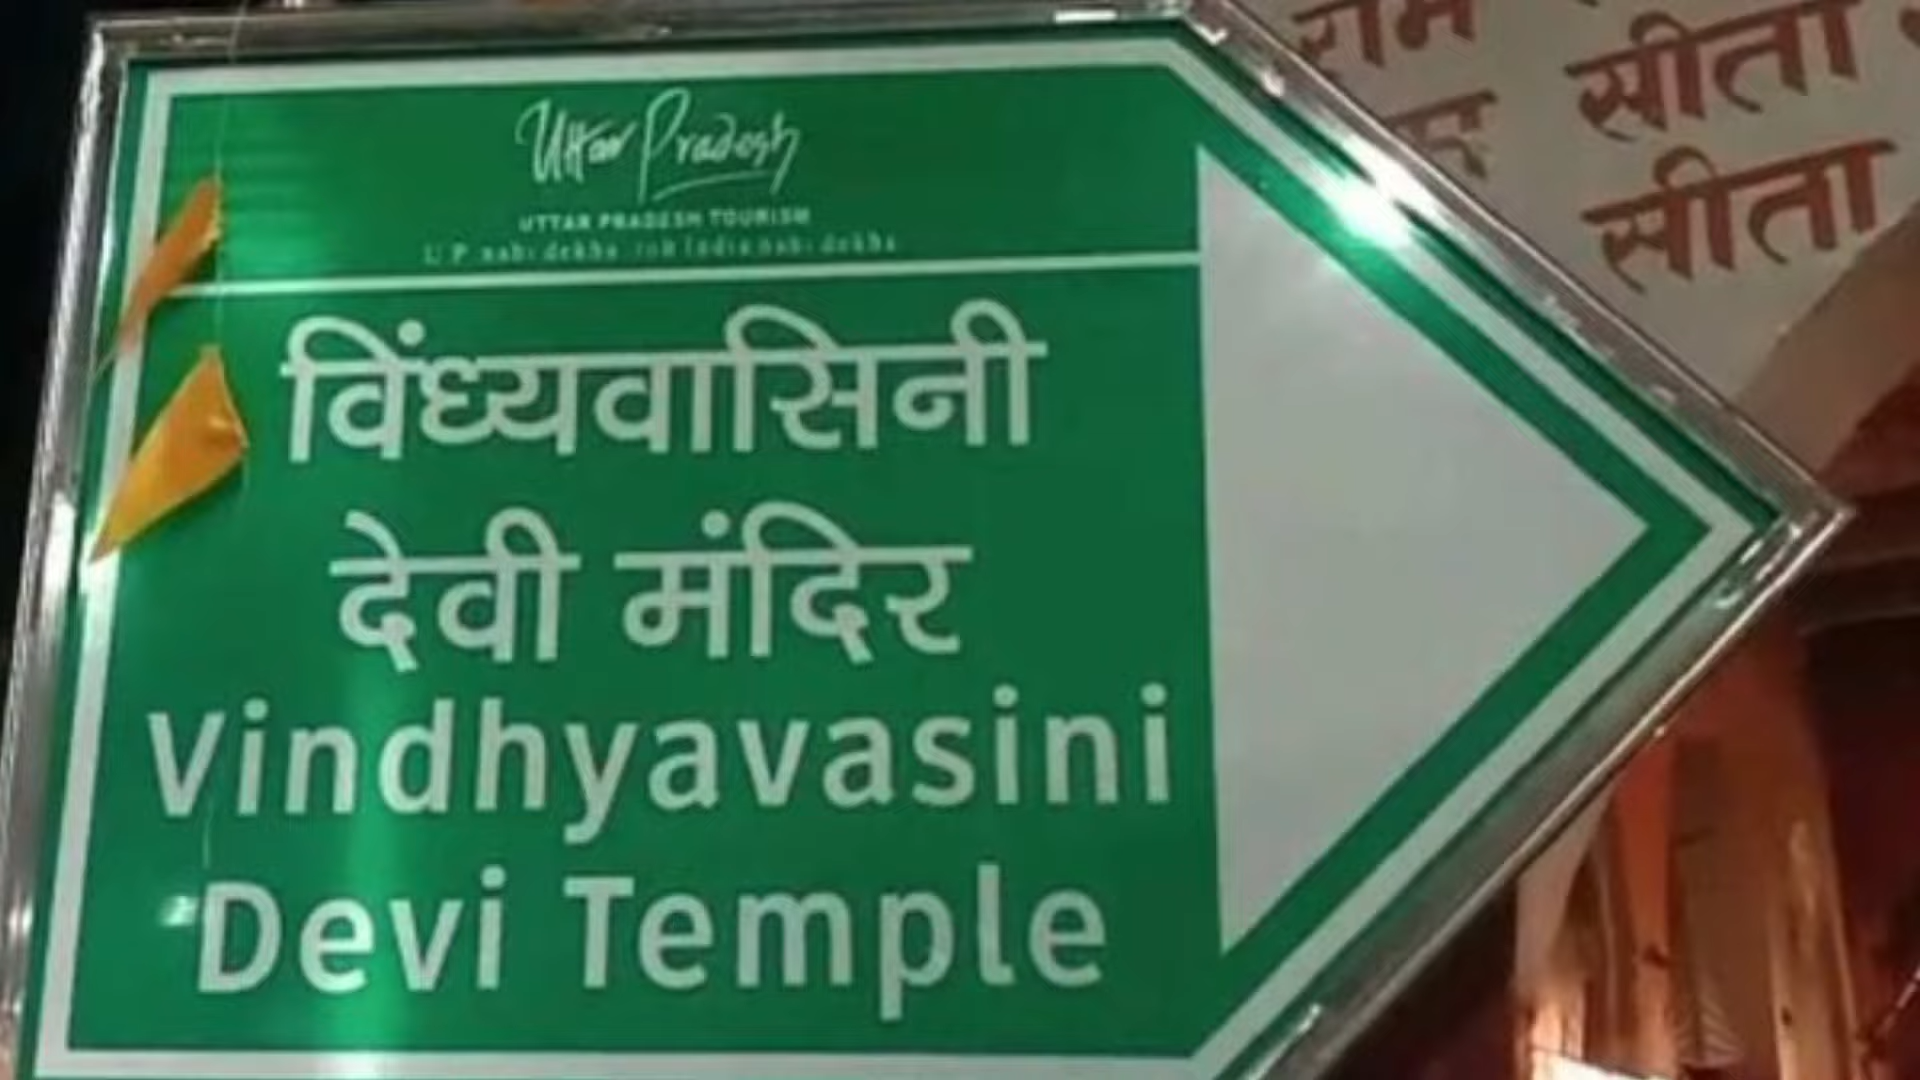 Uttar Pradesh
UTTAR PRADESH TOURISM
U P nahi dekha toh India nahi dekha
विंध्यवासिनी
देवी मंदिर
Vindhyavasini
Devi Temple
राम
सीता
सीता